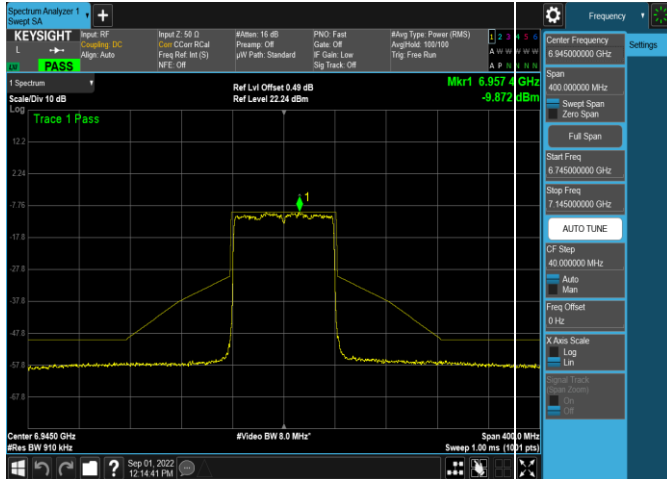 Spectrum Analyzer 1
Swept SA
KEYSIGHT
L
PASS
Input: RF
Coupling: DC
Align: Auto
Input Z: 50 Ω
Corr CCorr RCal
Freq Ref: Int (S)
NFE: Off
#Atten: 16 dB
Preamp: Off
µW Path: Standard
PNO: Fast
Gate: Off
IF Gain: Low
Sig Track: Off
#Avg Type: Power (RMS)
Avg|Hold: 100/100
Trig: Free Run
1 2 3 4 5 6
A W W W W W
A P N N N N
1 Spectrum
Scale/Div 10 dB
Log
Ref Lvl Offset 0.49 dB
Ref Level 22.24 dBm
Mkr1 6.957 4 GHz
-9.872 dBm
Trace 1 Pass
12.2
2.24
-7.76
-17.8
-27.8
-37.8
-47.8
-57.8
-67.8
1
Center 6.9450 GHz
#Res BW 910 kHz
#Video BW 8.0 MHz*
Span 400.0 MHz
Sweep 1.00 ms (1001 pts)
Sep 01, 2022
12:14:41 PM
?
Frequency
Settings
Center Frequency
6.945000000 GHz
Span
400.000000 MHz
Swept Span
Zero Span
Full Span
Start Freq
6.745000000 GHz
Stop Freq
7.145000000 GHz
AUTO TUNE
CF Step
40.000000 MHz
Auto
Man
Freq Offset
0 Hz
X Axis Scale
Log
Lin
Signal Track
(Span Zoom)
On
Off